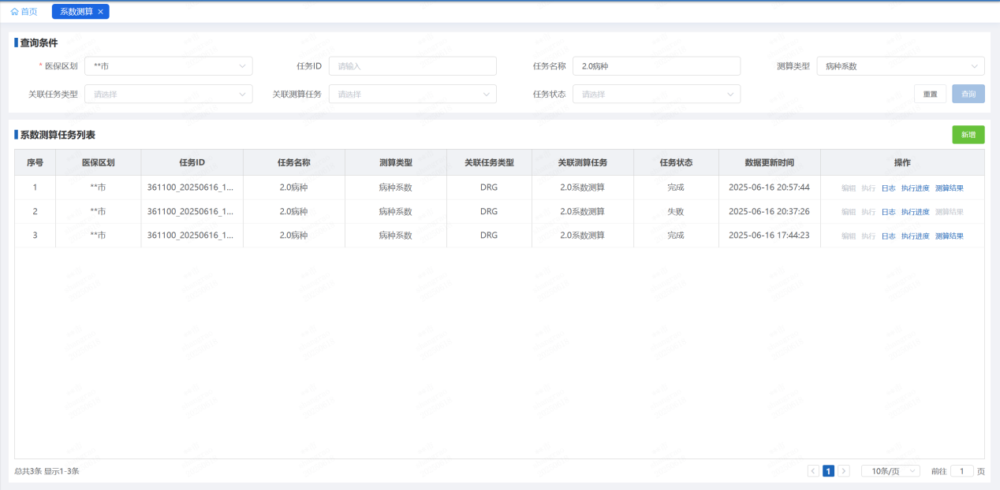 首页 系数测算 ×
查询条件
* 医保区划 **市 任务ID 请输入 任务名称 2.0病种 测算类型 病种系数
关联任务类型 请选择 关联测算任务 请选择 任务状态 请选择 重置 查询
系数测算任务列表 新增
序号 医保区划 任务ID 任务名称 测算类型 关联任务类型 关联测算任务 任务状态 数据更新时间 操作
1 **市 361100_20250616_1... 2.0病种 病种系数 DRG 2.0系数测算 完成 2025-06-16 20:57:44 编辑 执行 日志 执行进度 测算结果
2 **市 361100_20250616_1... 2.0病种 病种系数 DRG 2.0系数测算 失败 2025-06-16 20:37:26 编辑 执行 日志 执行进度 测算结果
3 **市 361100_20250616_1... 2.0病种 病种系数 DRG 2.0系数测算 完成 2025-06-16 17:44:23 编辑 执行 日志 执行进度 测算结果
总共3条 显示1-3条 < 1 > 10条/页 前往 1 页